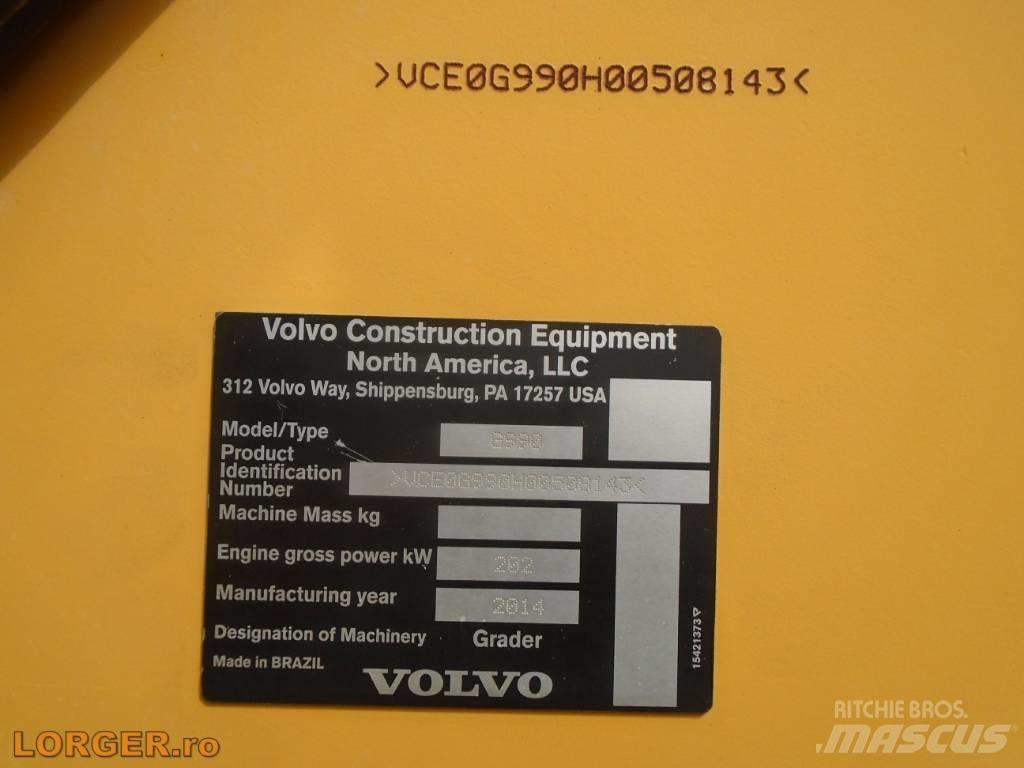 >VCE0G990H00508143<
Volvo Construction Equipment
North America, LLC
312 Volvo Way, Shippensburg, PA 17257 USA
Model/Type G990
Product
Identification
Number >VCE0G990H00508143<
Machine Mass kg
Engine gross power kW 202
Manufacturing year 2014
Designation of Machinery Grader
Made in BRAZIL
VOLVO
15421373
LORGER.ro
RITCHIE BROS.
MASCUS